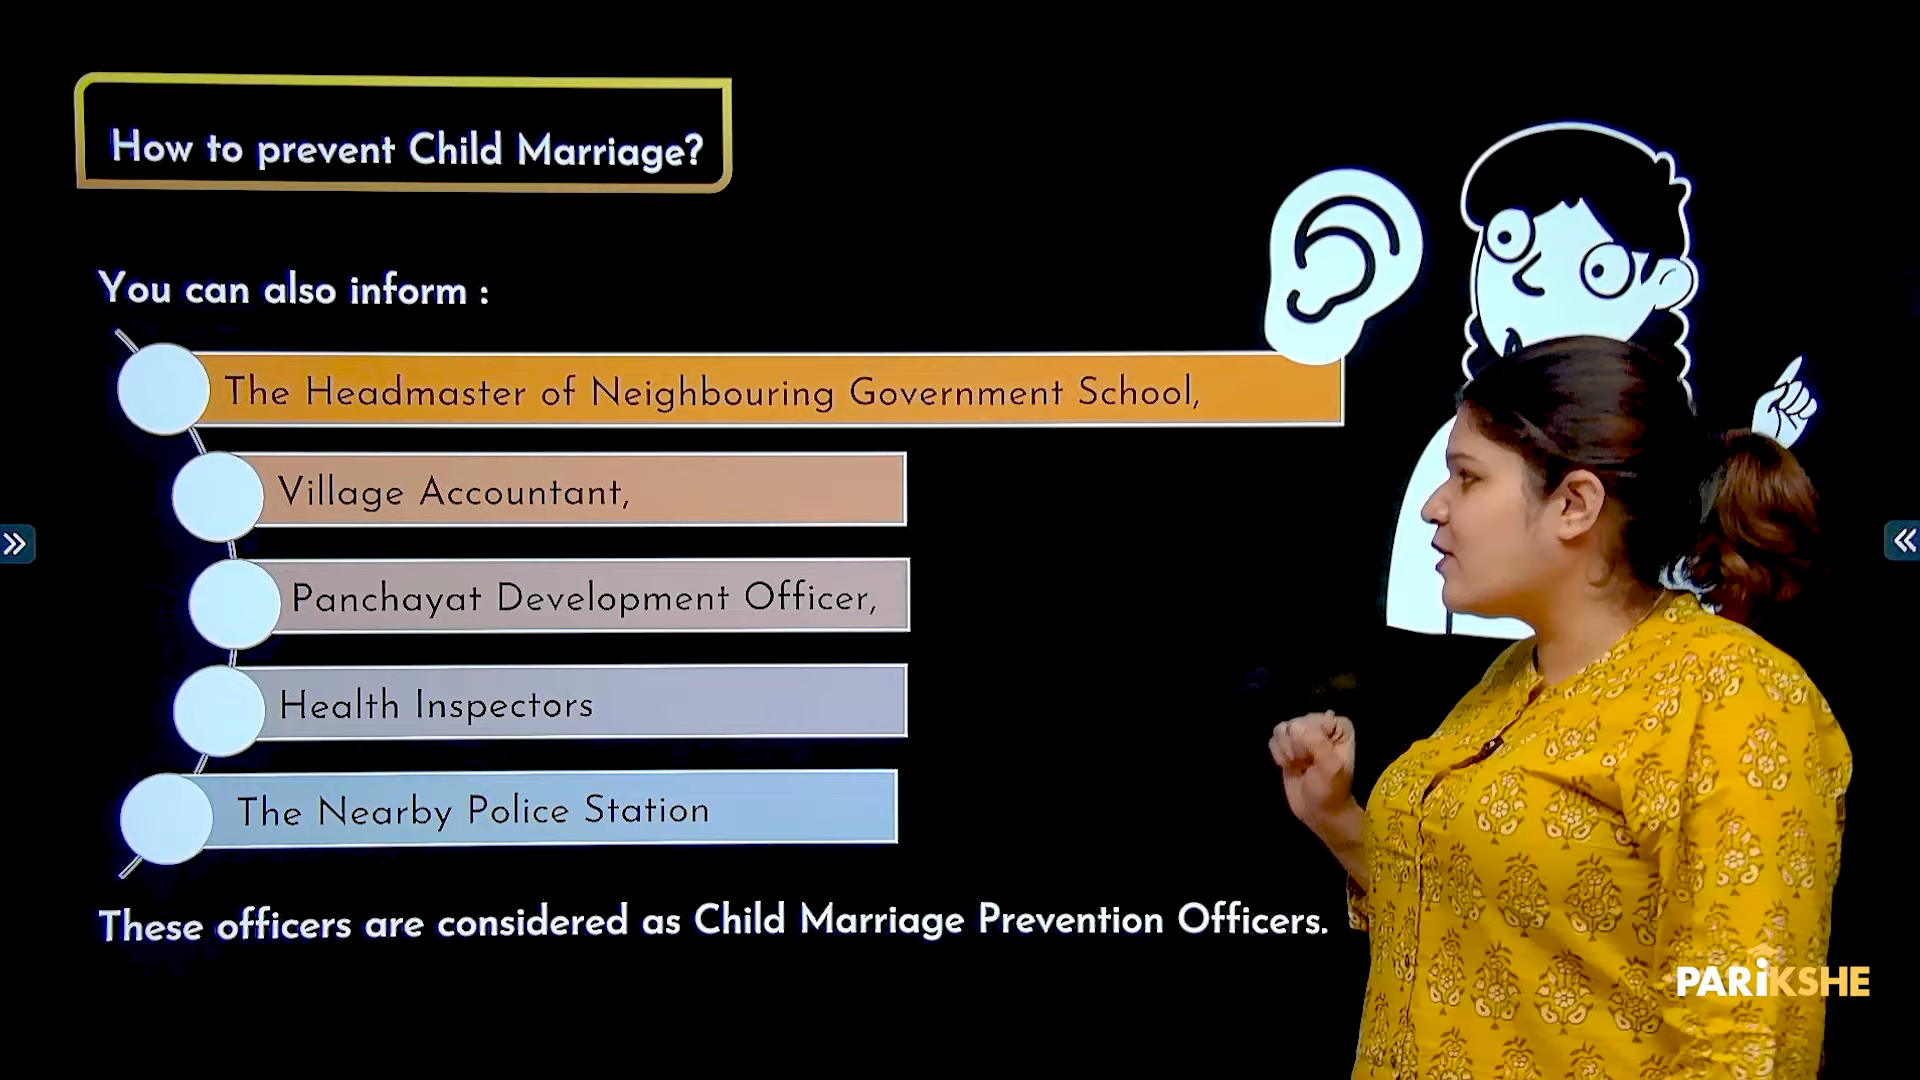 How to prevent Child Marriage?
You can also inform :
The Headmaster of Neighbouring Government School,
Village Accountant,
Panchayat Development Officer,
Health Inspectors
The Nearby Police Station
These officers are considered as Child Marriage Prevention Officers.
PARiKSHE